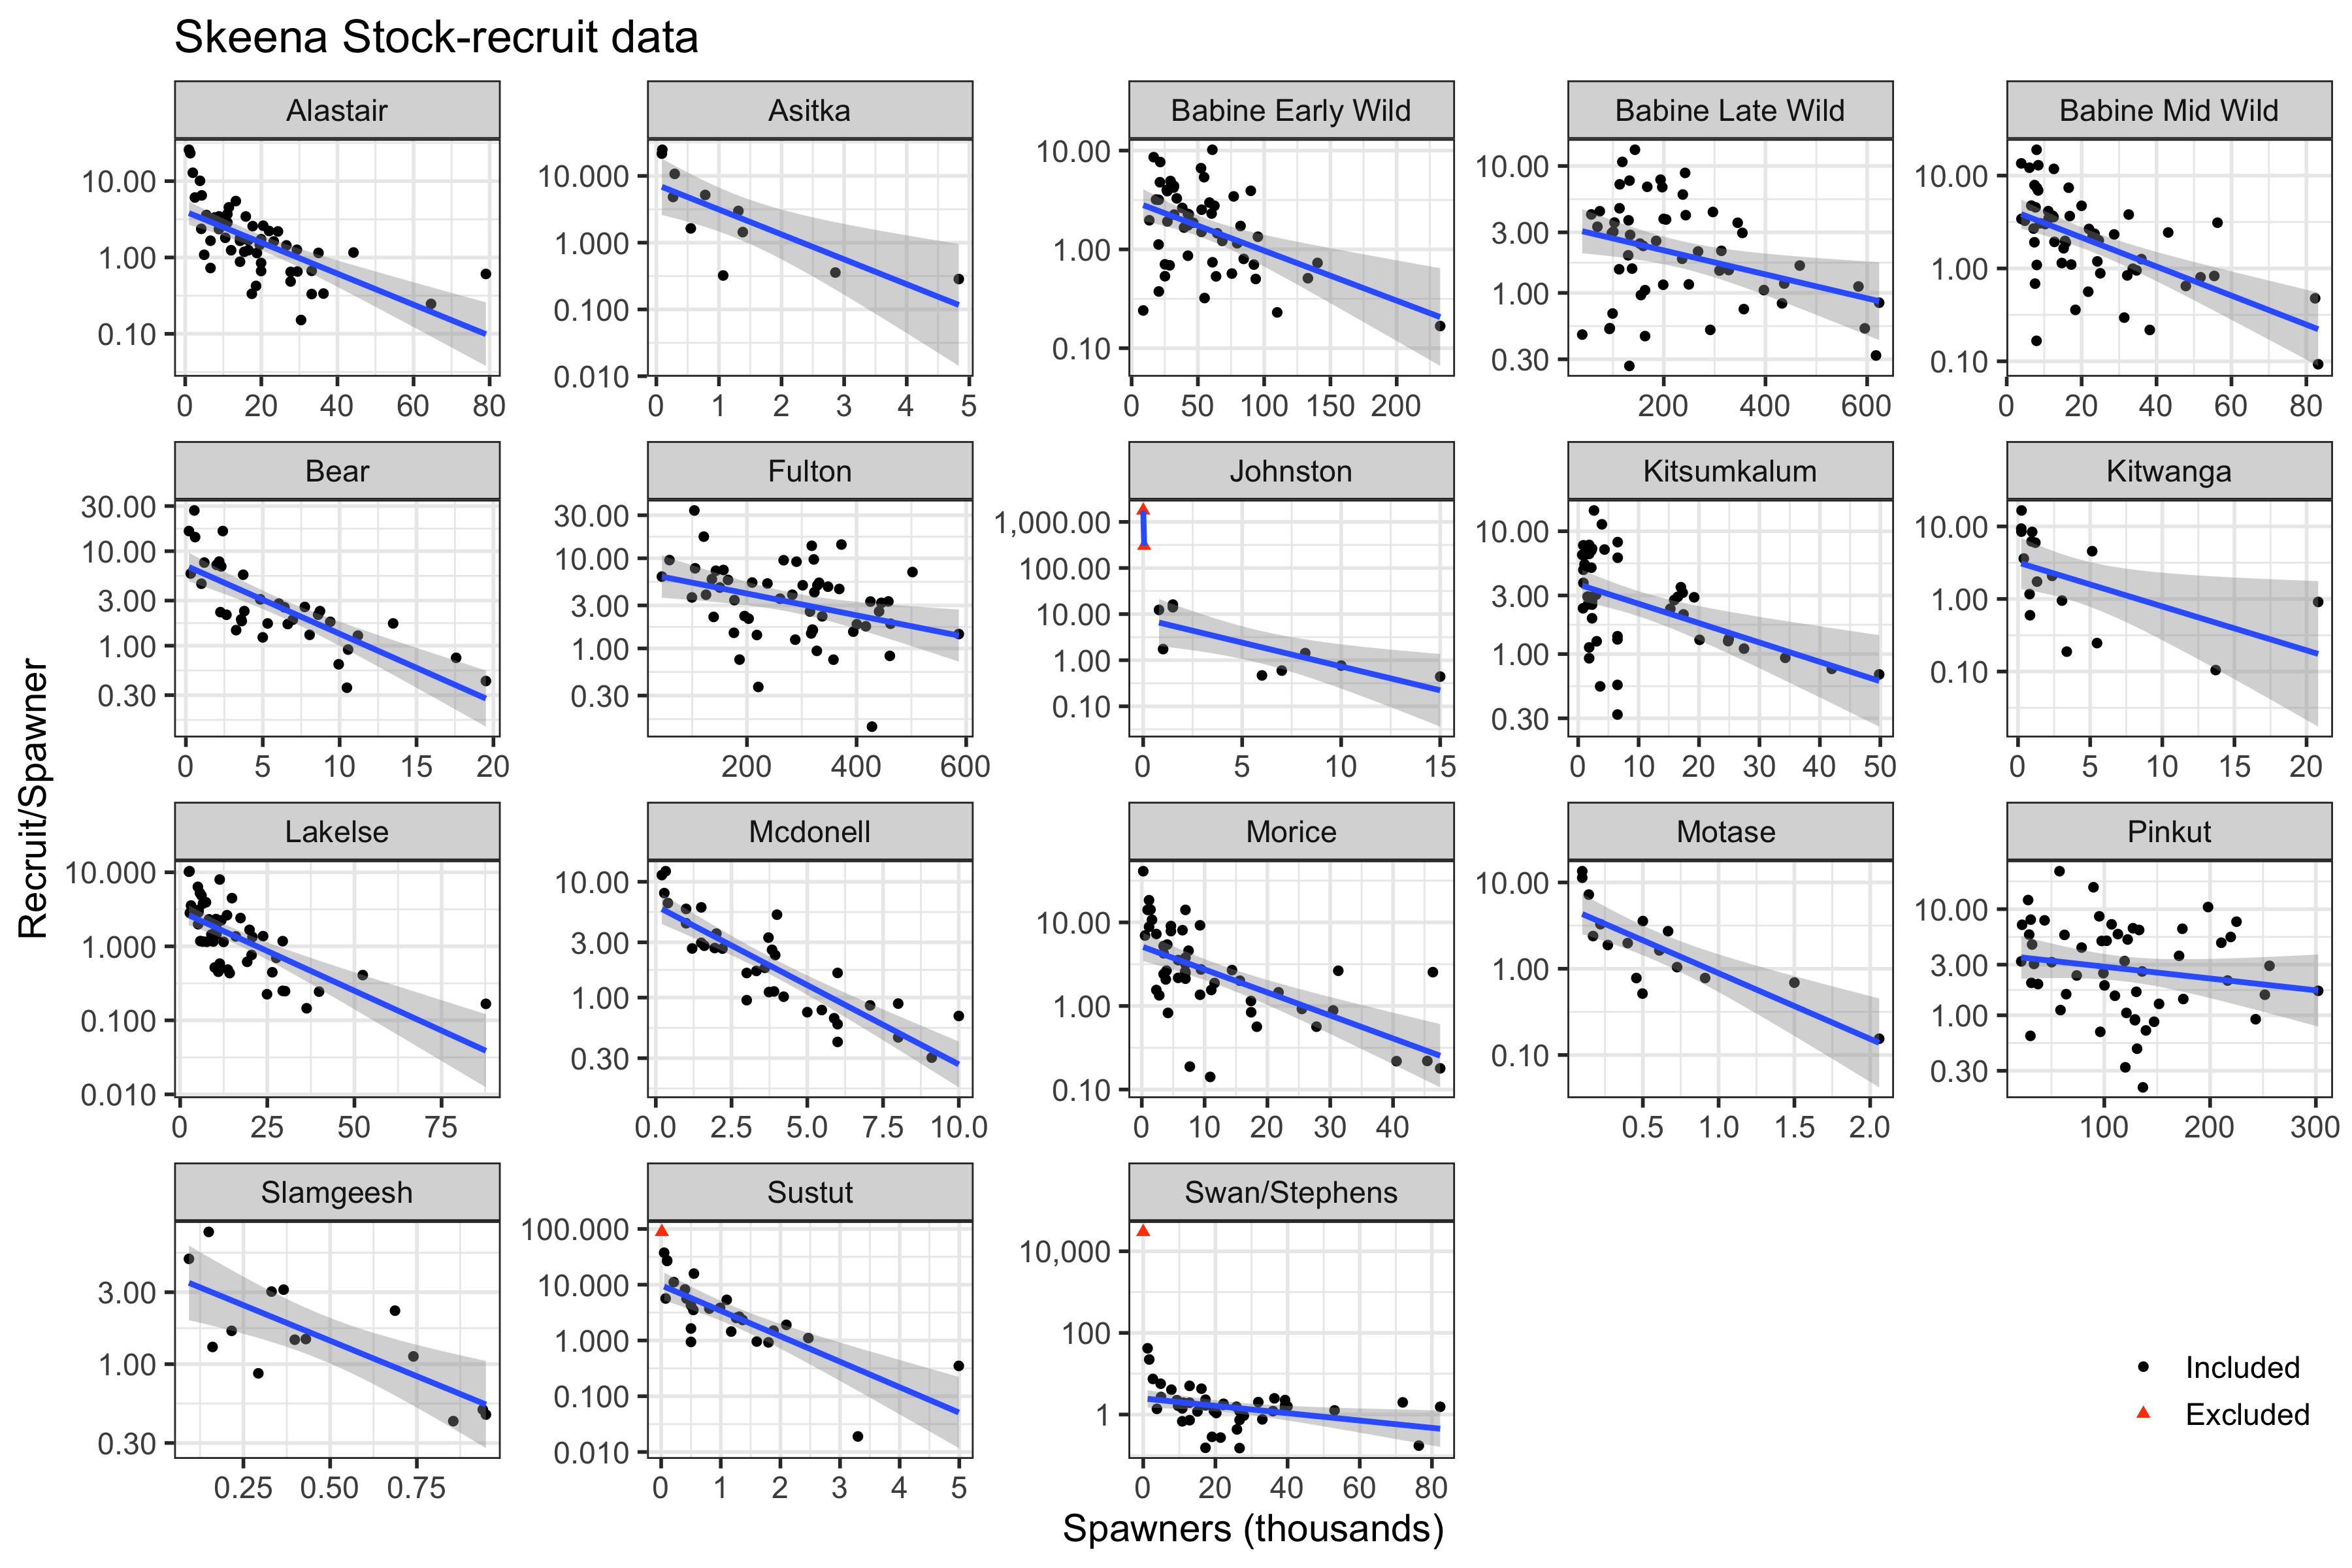 Skeena Stock-recruit data
Recruit/Spawner
Alastair
10.00
1.00
0.10
0 20 40 60 80
Asitka
10.000
1.000
0.100
0.010
0 1 2 3 4 5
Babine Early Wild
10.00
1.00
0.10
0 50 100 150 200
Babine Late Wild
10.00
3.00
1.00
0.30
200 400 600
Babine Mid Wild
10.00
1.00
0.10
0 20 40 60 80
Bear
30.00
10.00
3.00
1.00
0.30
0 5 10 15 20
Fulton
30.00
10.00
3.00
1.00
0.30
200 400 600
Johnston
1,000.00
100.00
10.00
1.00
0.10
0 5 10 15
Kitsumkalum
10.00
3.00
1.00
0.30
0 10 20 30 40 50
Kitwanga
10.00
1.00
0.10
0 5 10 15 20
Lakelse
10.000
1.000
0.100
0.010
0 25 50 75
Mcdonell
10.00
3.00
1.00
0.30
0.0 2.5 5.0 7.5 10.0
Morice
10.00
1.00
0.10
0 10 20 30 40
Motase
10.00
1.00
0.10
0.5 1.0 1.5 2.0
Pinkut
10.00
3.00
1.00
0.30
100 200 300
Slamgeesh
3.00
1.00
0.30
0.25 0.50 0.75
Sustut
100.000
10.000
1.000
0.100
0.010
0 1 2 3 4 5
Swan/Stephens
10,000
100
1
0 20 40 60 80
Included
Excluded
Spawners (thousands)